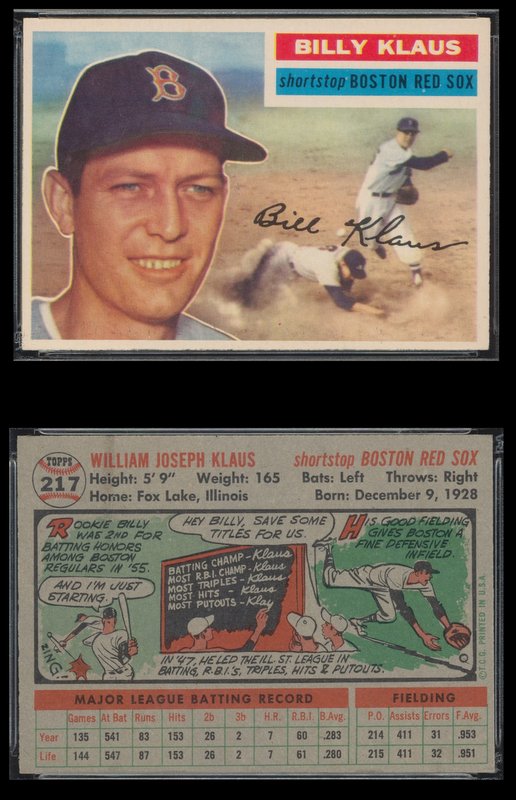 B
BILLY KLAUS
shortstop BOSTON RED SOX
Bill Klaus
TOPPS
217
WILLIAM JOSEPH KLAUS
shortstop BOSTON RED SOX
Height: 5' 9" Weight: 165
Bats: Left Throws: Right
Home: Fox Lake, Illinois
Born: December 9, 1928
ROOKIE BILLY
WAS 2ND FOR
BATTING HONORS
AMONG BOSTON
REGULARS IN '55.
AND I'M JUST
STARTING.
ZING!
HEY BILLY, SAVE SOME
TITLES FOR US.
BATTING CHAMP-Klaus
MOST R.B.I. CHAMP.-Klaus
MOST TRIPLES-Klaus
MOST HITS - Klaus
MOST PUTOUTS-Klay
IN '47, HE LED THE ILL. ST. LEAGUE IN
BATTING, R.B.I.'s, TRIPLES, HITS & PUTOUTS.
HIS GOOD FIELDING
GIVES BOSTON A
FINE DEFENSIVE
INFIELD.
© T.C.G. PRINTED IN U.S.A.
MAJOR LEAGUE BATTING RECORD
FIELDING
Games At Bat Runs Hits 2b 3b H.R. R.B.I. B.Avg. P.O. Assists Errors F.Avg.
Year 135 541 83 153 26 2 7 60 .283 214 411 31 .953
Life 144 547 87 153 26 2 7 61 .280 215 411 32 .951